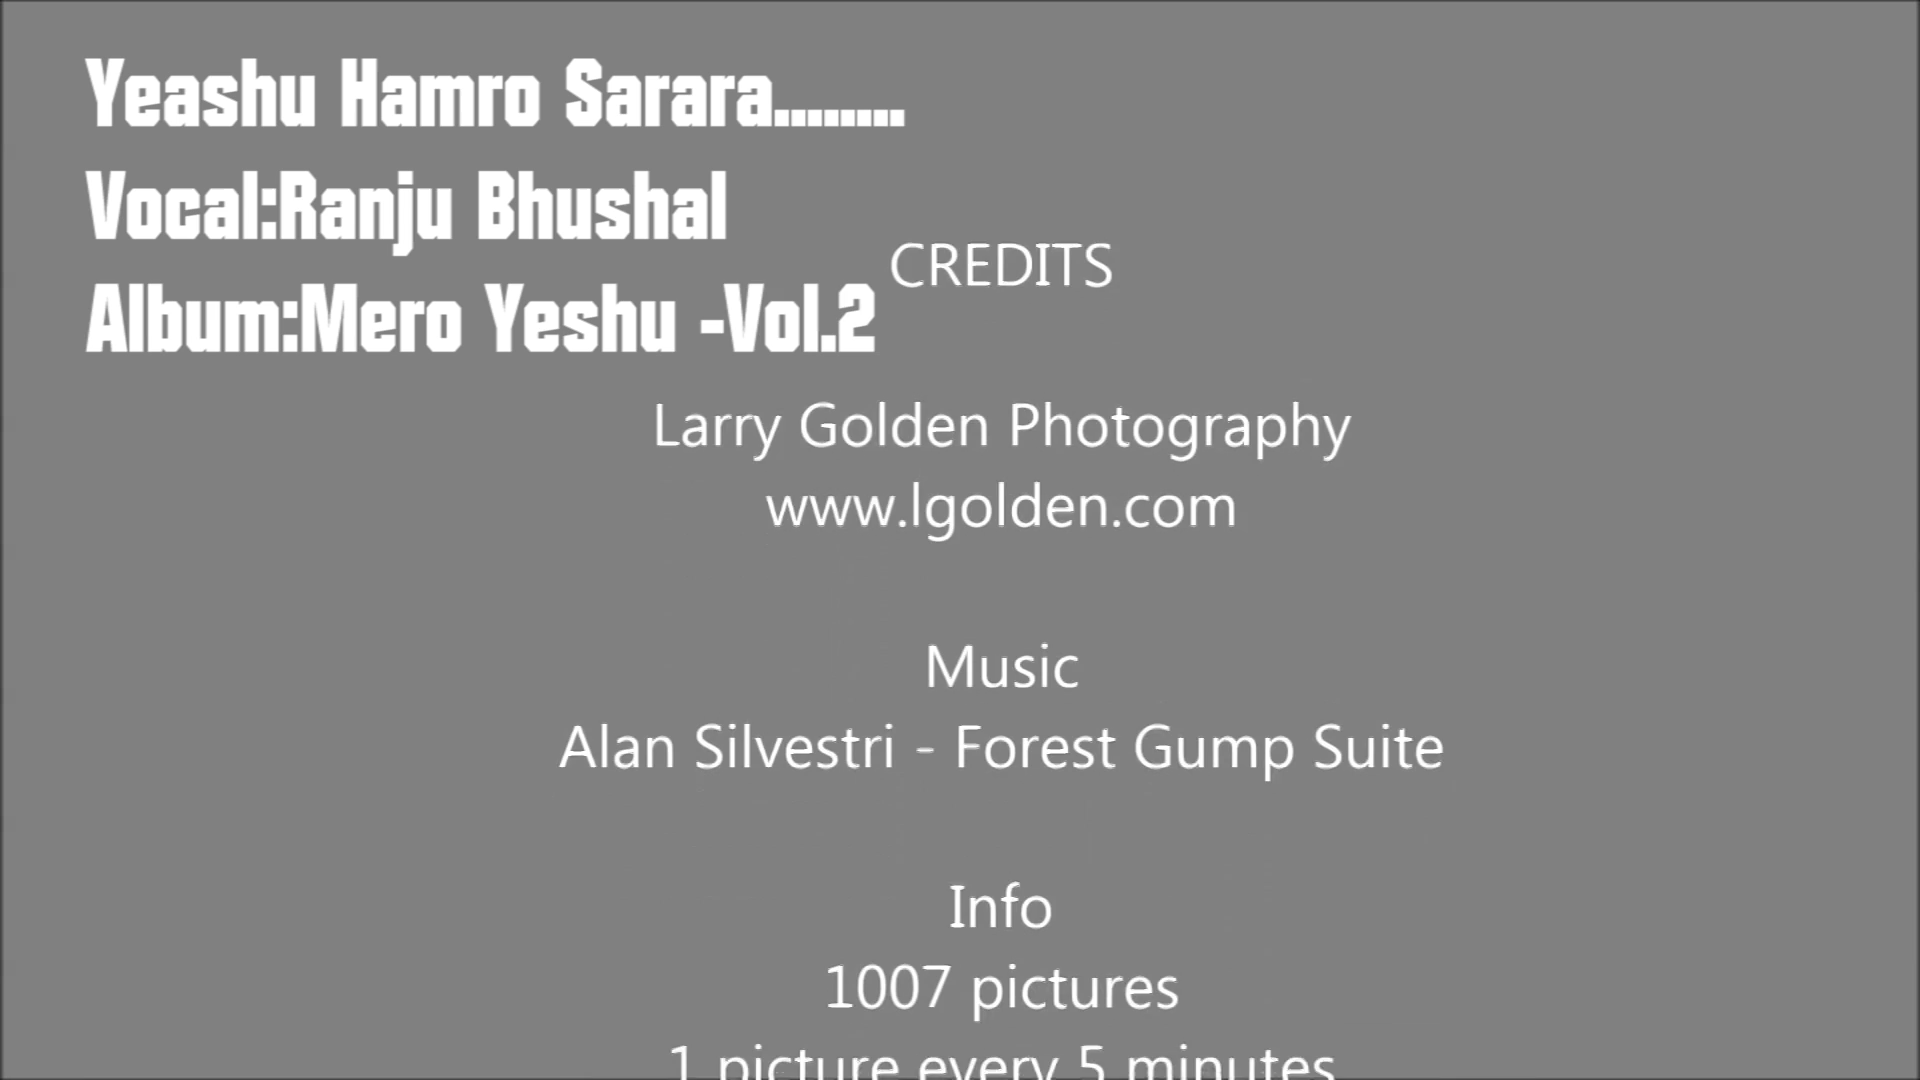 Yeashu Hamro Sarara........
Vocal:Ranju Bhushal
Album:Mero Yeshu -Vol.2
CREDITS
Larry Golden Photography
www.lgolden.com
Music
Alan Silvestri - Forest Gump Suite
Info
1007 pictures
1 picture every 5 minutes